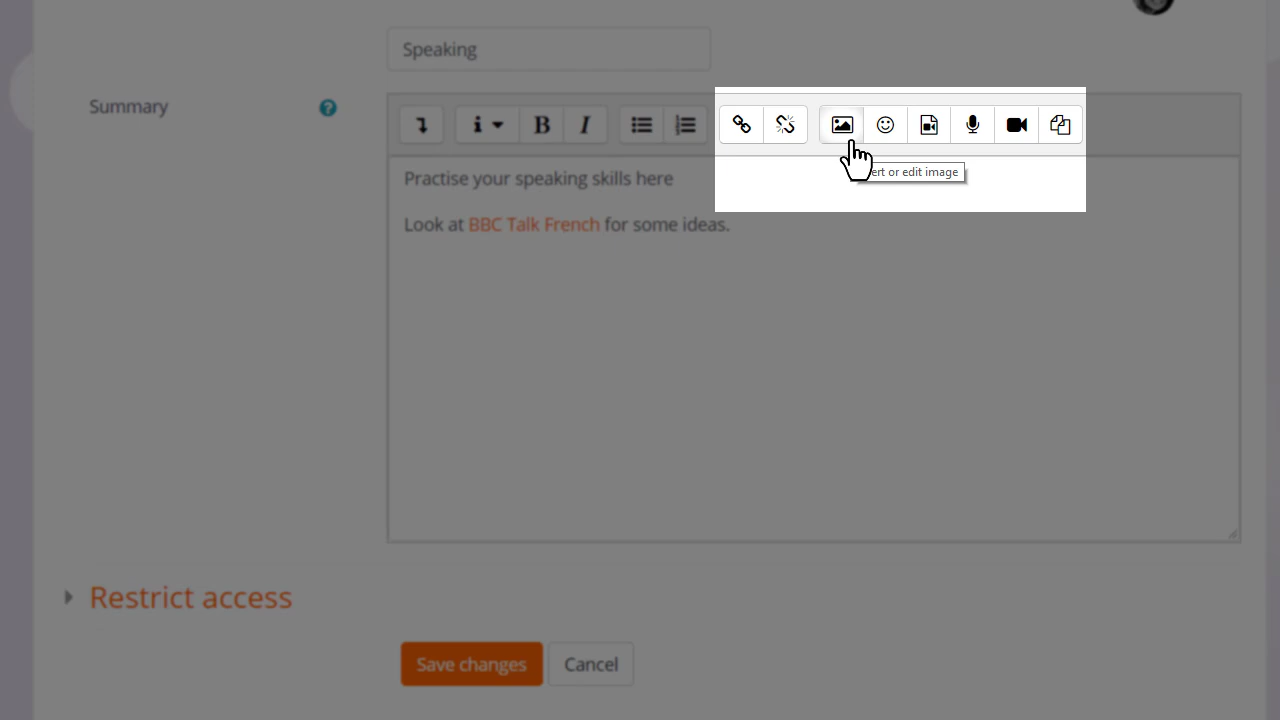 Speaking
Summary
B I
Practise your speaking skills here
or edit image
Look at BBC Talk French for some ideas.
Restrict access
Save changes
Cancel